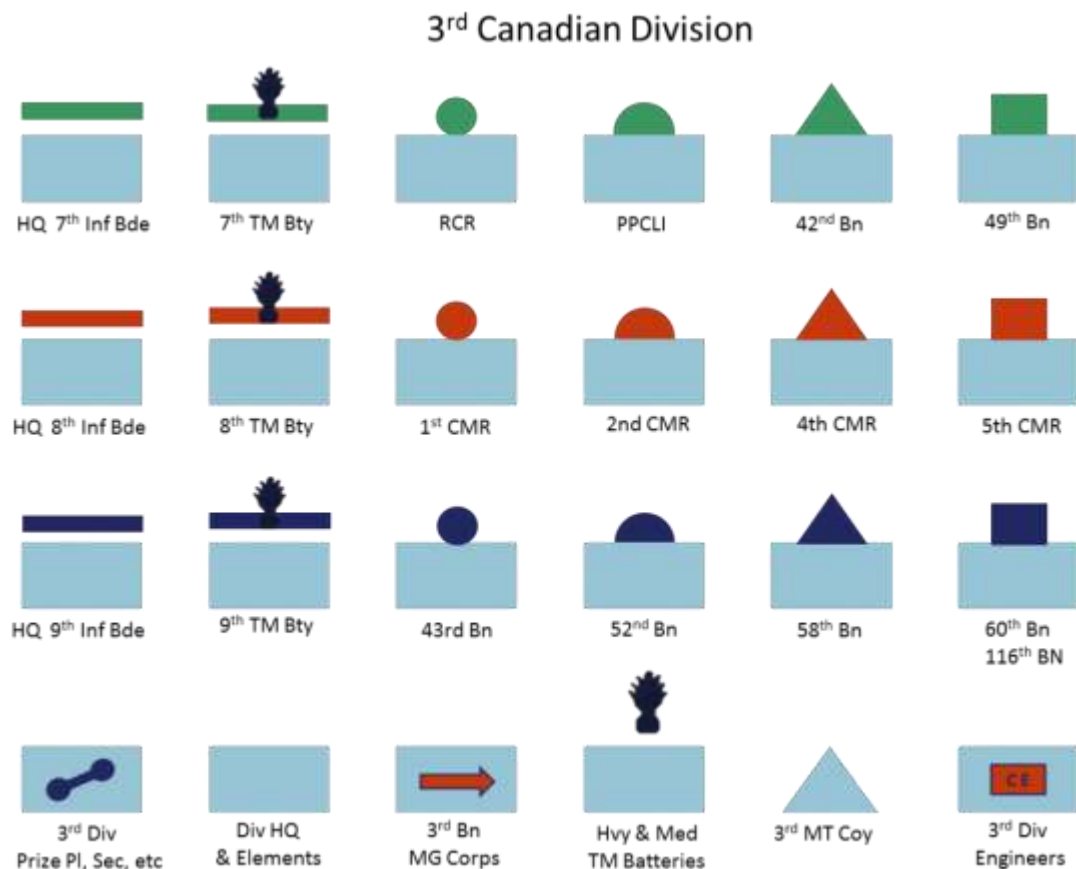 3rd Canadian Division
HQ 7th Inf Bde
7th TM Bty
RCR
PPCLI
42nd Bn
49th Bn
HQ 8th Inf Bde
8th TM Bty
1st CMR
2nd CMR
4th CMR
5th CMR
HQ 9th Inf Bde
9th TM Bty
43rd Bn
52nd Bn
58th Bn
60th Bn
116th BN
3rd Div
Prize Pl, Sec, etc
Div HQ
& Elements
3rd Bn
MG Corps
Hvy & Med
TM Batteries
3rd MT Coy
CE
3rd Div
Engineers